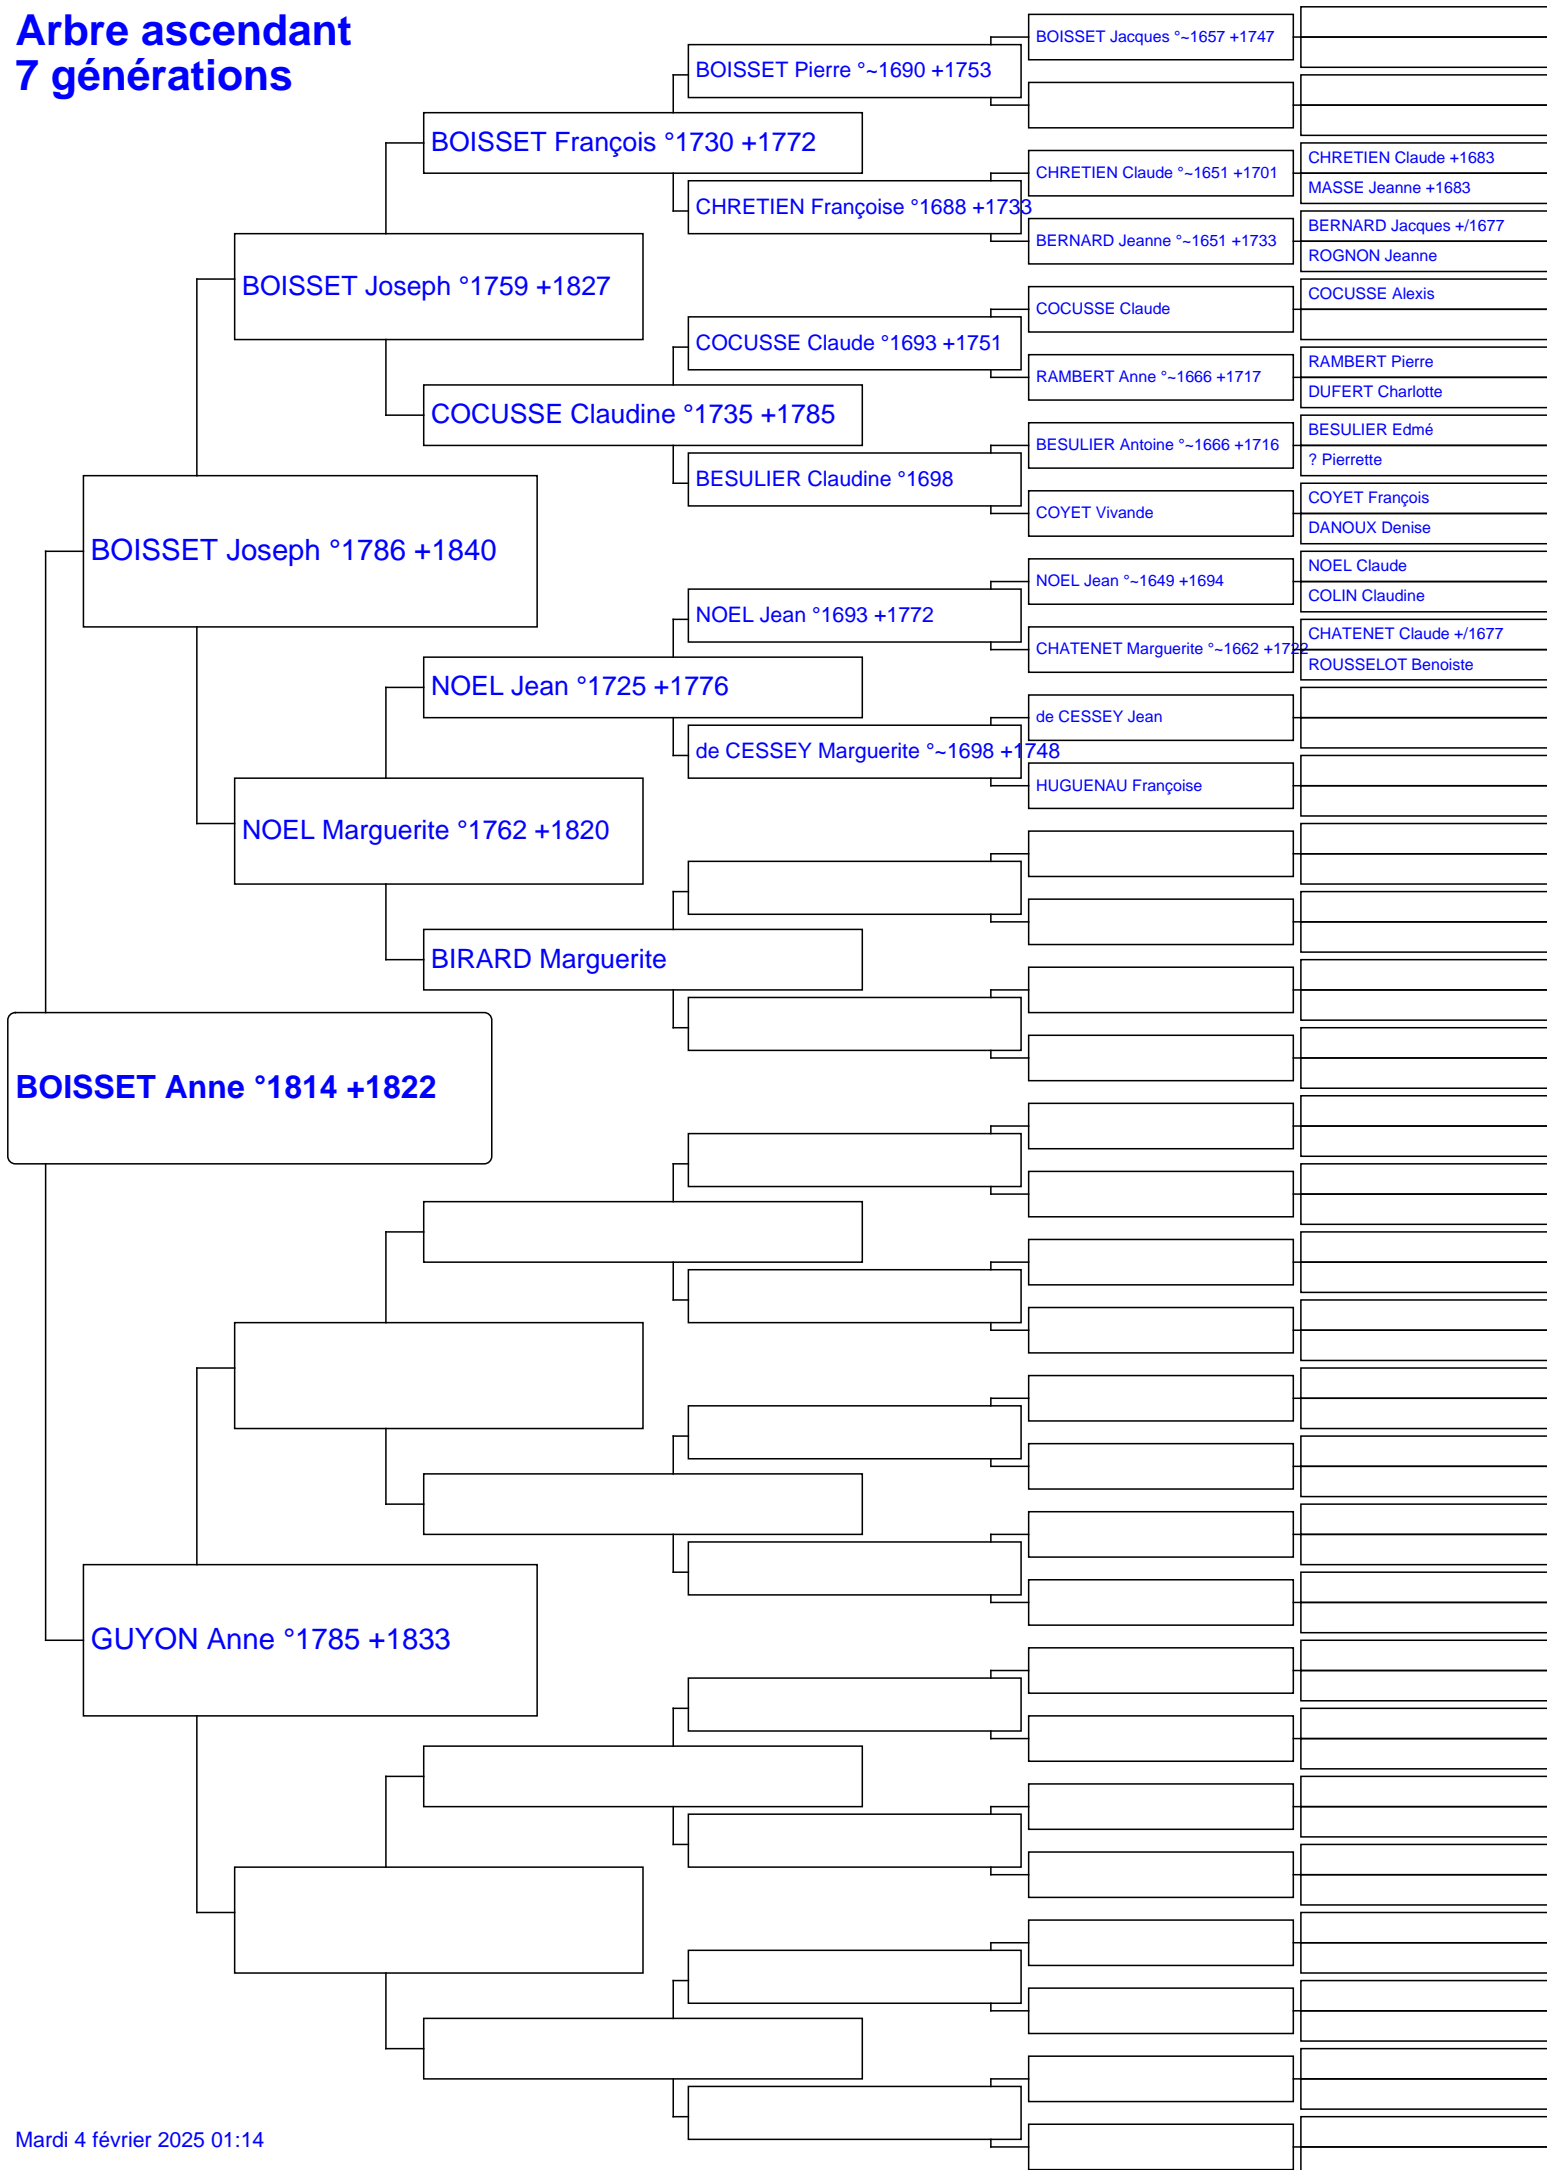 Arbre ascendant
7 générations
BOISSET Anne °1814 +1822
BOISSET Joseph °1786 +1840
GUYON Anne °1785 +1833
BOISSET Joseph °1759 +1827
NOEL Marguerite °1762 +1820
BOISSET François °1730 +1772
COCUSSE Claudine °1735 +1785
NOEL Jean °1725 +1776
BIRARD Marguerite
BOISSET Pierre °~1690 +1753
CHRETIEN Françoise °1688 +1733
COCUSSE Claude °1693 +1751
BESULIER Claudine °1698
NOEL Jean °1693 +1772
de CESSEY Marguerite °~1698 +1748
BOISSET Jacques °~1657 +1747
CHRETIEN Claude °~1651 +1701
BERNARD Jeanne °~1651 +1733
COCUSSE Claude
RAMBERT Anne °~1666 +1717
BESULIER Antoine °~1666 +1716
COYET Vivande
NOEL Jean °~1649 +1694
CHATENET Marguerite °~1662 +1722
de CESSEY Jean
HUGUENAU Françoise
CHRETIEN Claude +1683
MASSE Jeanne +1683
BERNARD Jacques +/1677
ROGNON Jeanne
COCUSSE Alexis
RAMBERT Pierre
DUFERT Charlotte
BESULIER Edmé
? Pierrette
COYET François
DANOUX Denise
NOEL Claude
COLIN Claudine
CHATENET Claude +/1677
ROUSSELOT Benoiste
Mardi 4 février 2025 01:14